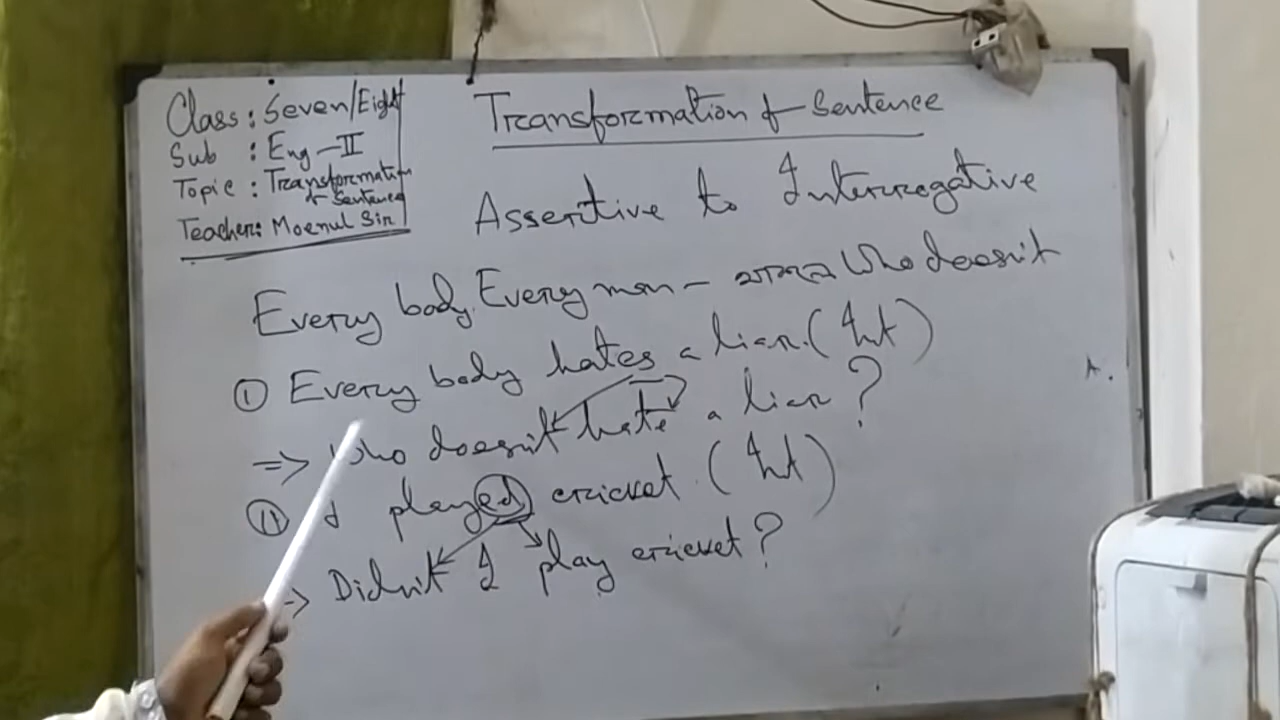 Class : Seven/Eight
Sub : Eng-II
Topic : Transformation
of Sentence
Teacher: Moenul Sir
Transformation of Sentence
Assertive to Interrogative
Every body, Every man - থাকলে Who doesn't
(i) Every body hates a liar. (Int)
=> Who doesn't hate a liar?
(ii) I played cricket. (Int)
=> Didn't I play cricket?
A.